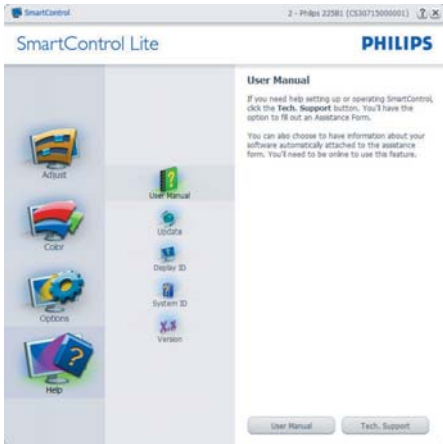 SmartControl
2 - Philips 225B1 (CS30715000001)
SmartControl Lite
PHILIPS
Adjust
Color
Options
Help
User Manual
Update
Display ID
System ID
X.X
Version
User Manual
If you need help setting up or operating SmartControl,
click the Tech. Support button. You'll have the
option to fill out an Assistance Form.
You can also choose to have information about your
software automatically attached to the assistance
form. You'll need to be online to use this feature.
User Manual
Tech. Support